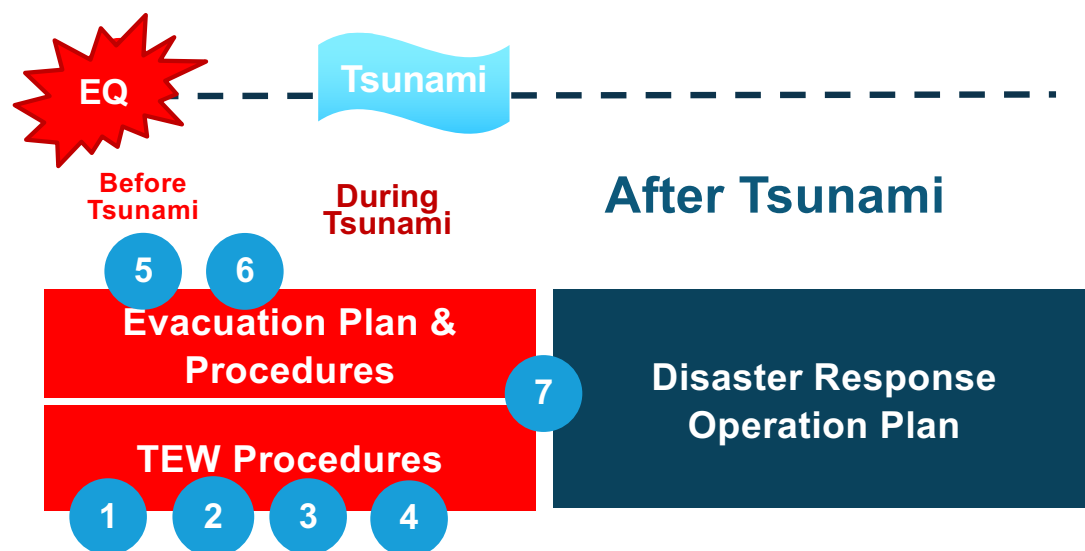 EQ
Tsunami
Before
Tsunami
During
Tsunami
After Tsunami
5
6
Evacuation Plan &
Procedures
7
Disaster Response
Operation Plan
TEW Procedures
1
2
3
4